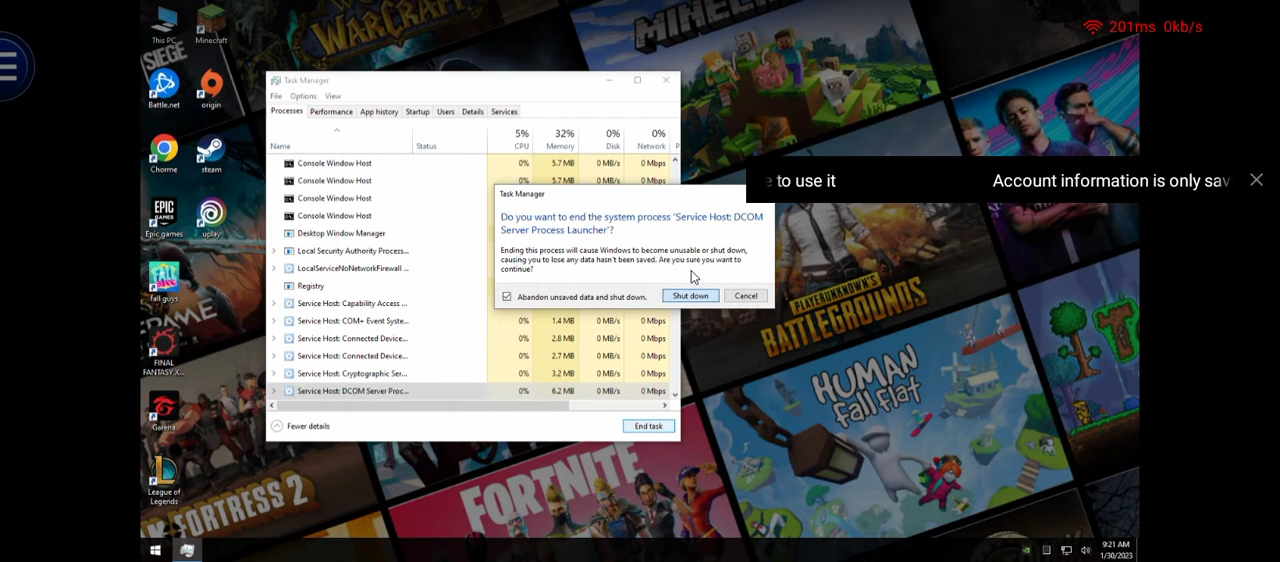 WARCRAFT
MINECRAFT
201ms 0kb/s
This PC
Minecraft
SIEGE
Battle.net
origin
Chorme
steam
Epic games
uplay
fall guys
FINAL
FANTASY X...
Garena
League of
Legends
Task Manager
File Options View
Processes Performance App history Startup Users Details Services
5% 32% 0% 0%
Name Status CPU Memory Disk Network P
Console Window Host 0% 5.7 MB 0 MB/s 0 Mbps
Console Window Host 0% 5.7 MB 0 MB/s 0 Mbps
Console Window Host
Console Window Host
Desktop Window Manager
Local Security Authority Process...
LocalServiceNoNetworkFirewall ...
Registry
Service Host: Capability Access ...
Service Host: COM+ Event Syste... 0% 1.4 MB 0 MB/s 0 Mbps
Service Host: Connected Device... 0% 2.8 MB 0 MB/s 0 Mbps
Service Host: Connected Device... 0% 2.7 MB 0 MB/s 0 Mbps
Service Host: Cryptographic Ser... 0% 3.2 MB 0 MB/s 0 Mbps
Service Host: DCOM Server Proc... 0% 6.2 MB 0 MB/s 0 Mbps
Fewer details
End task
Task Manager
Do you want to end the system process 'Service Host: DCOM
Server Process Launcher'?
Ending this process will cause Windows to become unusable or shut down,
causing you to lose any data hasn't been saved. Are you sure you want to
continue?
Abandon unsaved data and shut down.
Shut down
Cancel
to use it
Account information is only sav
PLAYERUNKNOWN'S
BATTLEGROUNDS
HUMAN
fall flat
FORTRESS 2
FORTNITE
9:21 AM
1/30/2023